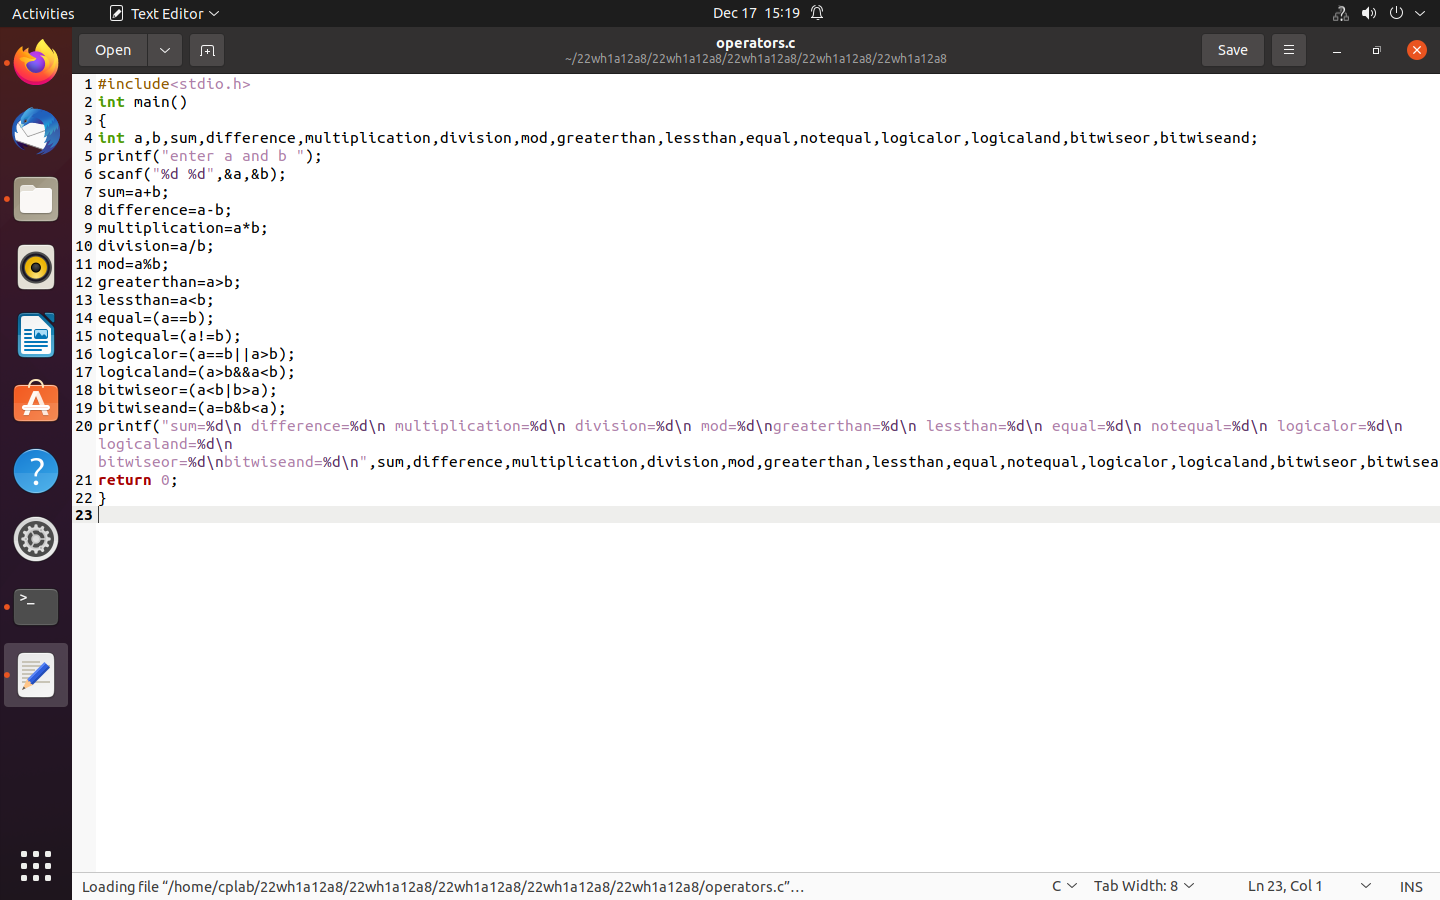 Activities Text Editor Dec 17 15:19
Open operators.c Save
~/22wh1a12a8/22wh1a12a8/22wh1a12a8/22wh1a12a8/22wh1a12a8
1 #include<stdio.h>
2 int main()
3 {
4 int a,b,sum,difference,multiplication,division,mod,greaterthan,lessthan,equal,notequal,logicalor,logicaland,bitwiseor,bitwiseand;
5 printf("enter a and b ");
6 scanf("%d %d",&a,&b);
7 sum=a+b;
8 difference=a-b;
9 multiplication=a*b;
10 division=a/b;
11 mod=a%b;
12 greaterthan=a>b;
13 lessthan=a<b;
14 equal=(a==b);
15 notequal=(a!=b);
16 logicalor=(a==b||a>b);
17 logicaland=(a>b&&a<b);
18 bitwiseor=(a<b|b>a);
19 bitwiseand=(a=b&b<a);
20 printf("sum=%d\n difference=%d\n multiplication=%d\n division=%d\n mod=%d\ngreaterthan=%d\n lessthan=%d\n equal=%d\n notequal=%d\n logicalor=%d\n
logicaland=%d\n
bitwiseor=%d\nbitwiseand=%d\n",sum,difference,multiplication,division,mod,greaterthan,lessthan,equal,notequal,logicalor,logicaland,bitwiseor,bitwisea
21 return 0;
22 }
23
Loading file “/home/cplab/22wh1a12a8/22wh1a12a8/22wh1a12a8/22wh1a12a8/22wh1a12a8/operators.c”… C Tab Width: 8 Ln 23, Col 1 INS